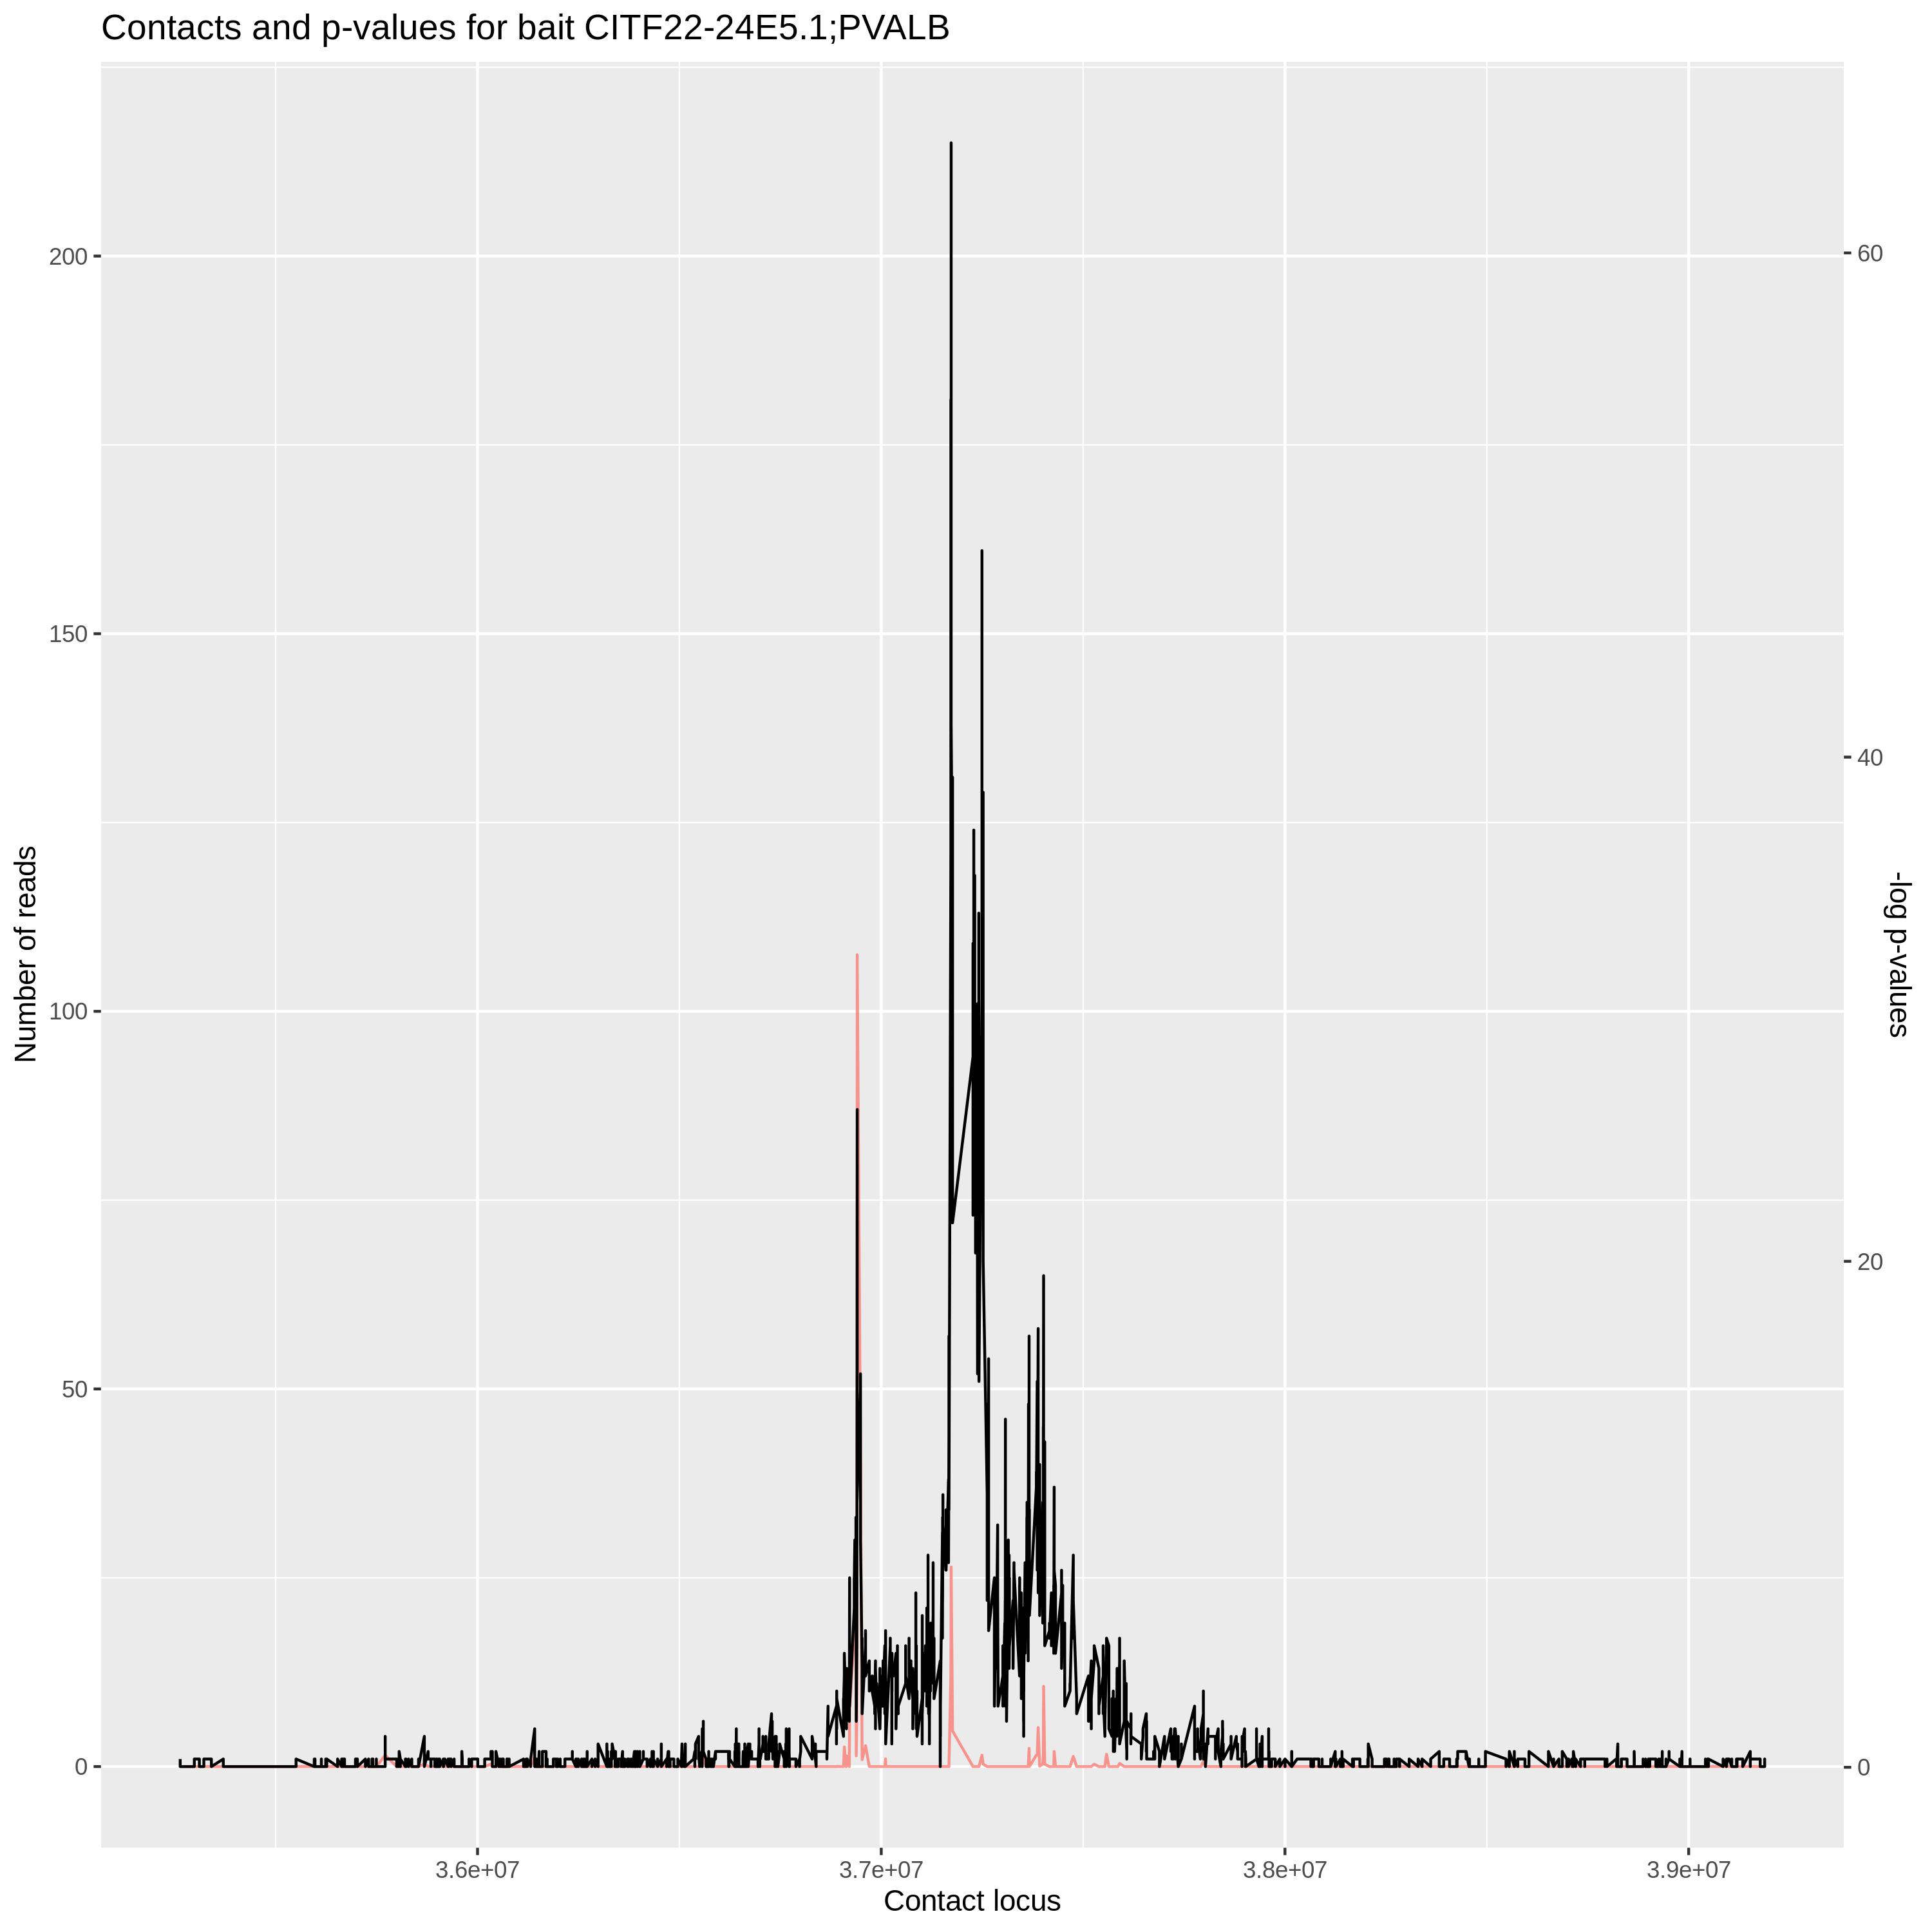 Contacts and p-values for bait CITF22-24E5.1;PVALB
200
150
100
50
0
Number of reads
60
40
20
0
-log p-values
3.6e+07
3.7e+07
3.8e+07
3.9e+07
Contact locus